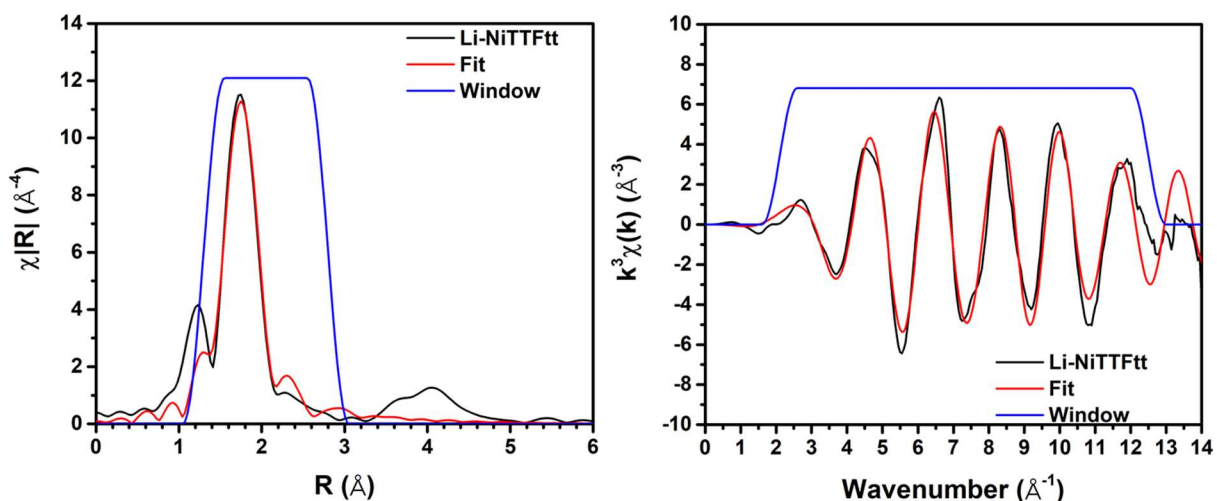 14
12
10
8
6
4
2
0
χ|R| (Å⁻⁴)
Li-NiTTFtt
Fit
Window
0 1 2 3 4 5 6
R (Å)
10
8
6
4
2
0
-2
-4
-6
-8
-10
k³χ(k) (Å⁻³)
Li-NiTTFtt
Fit
Window
0 1 2 3 4 5 6 7 8 9 10 11 12 13 14
Wavenumber (Å⁻¹)